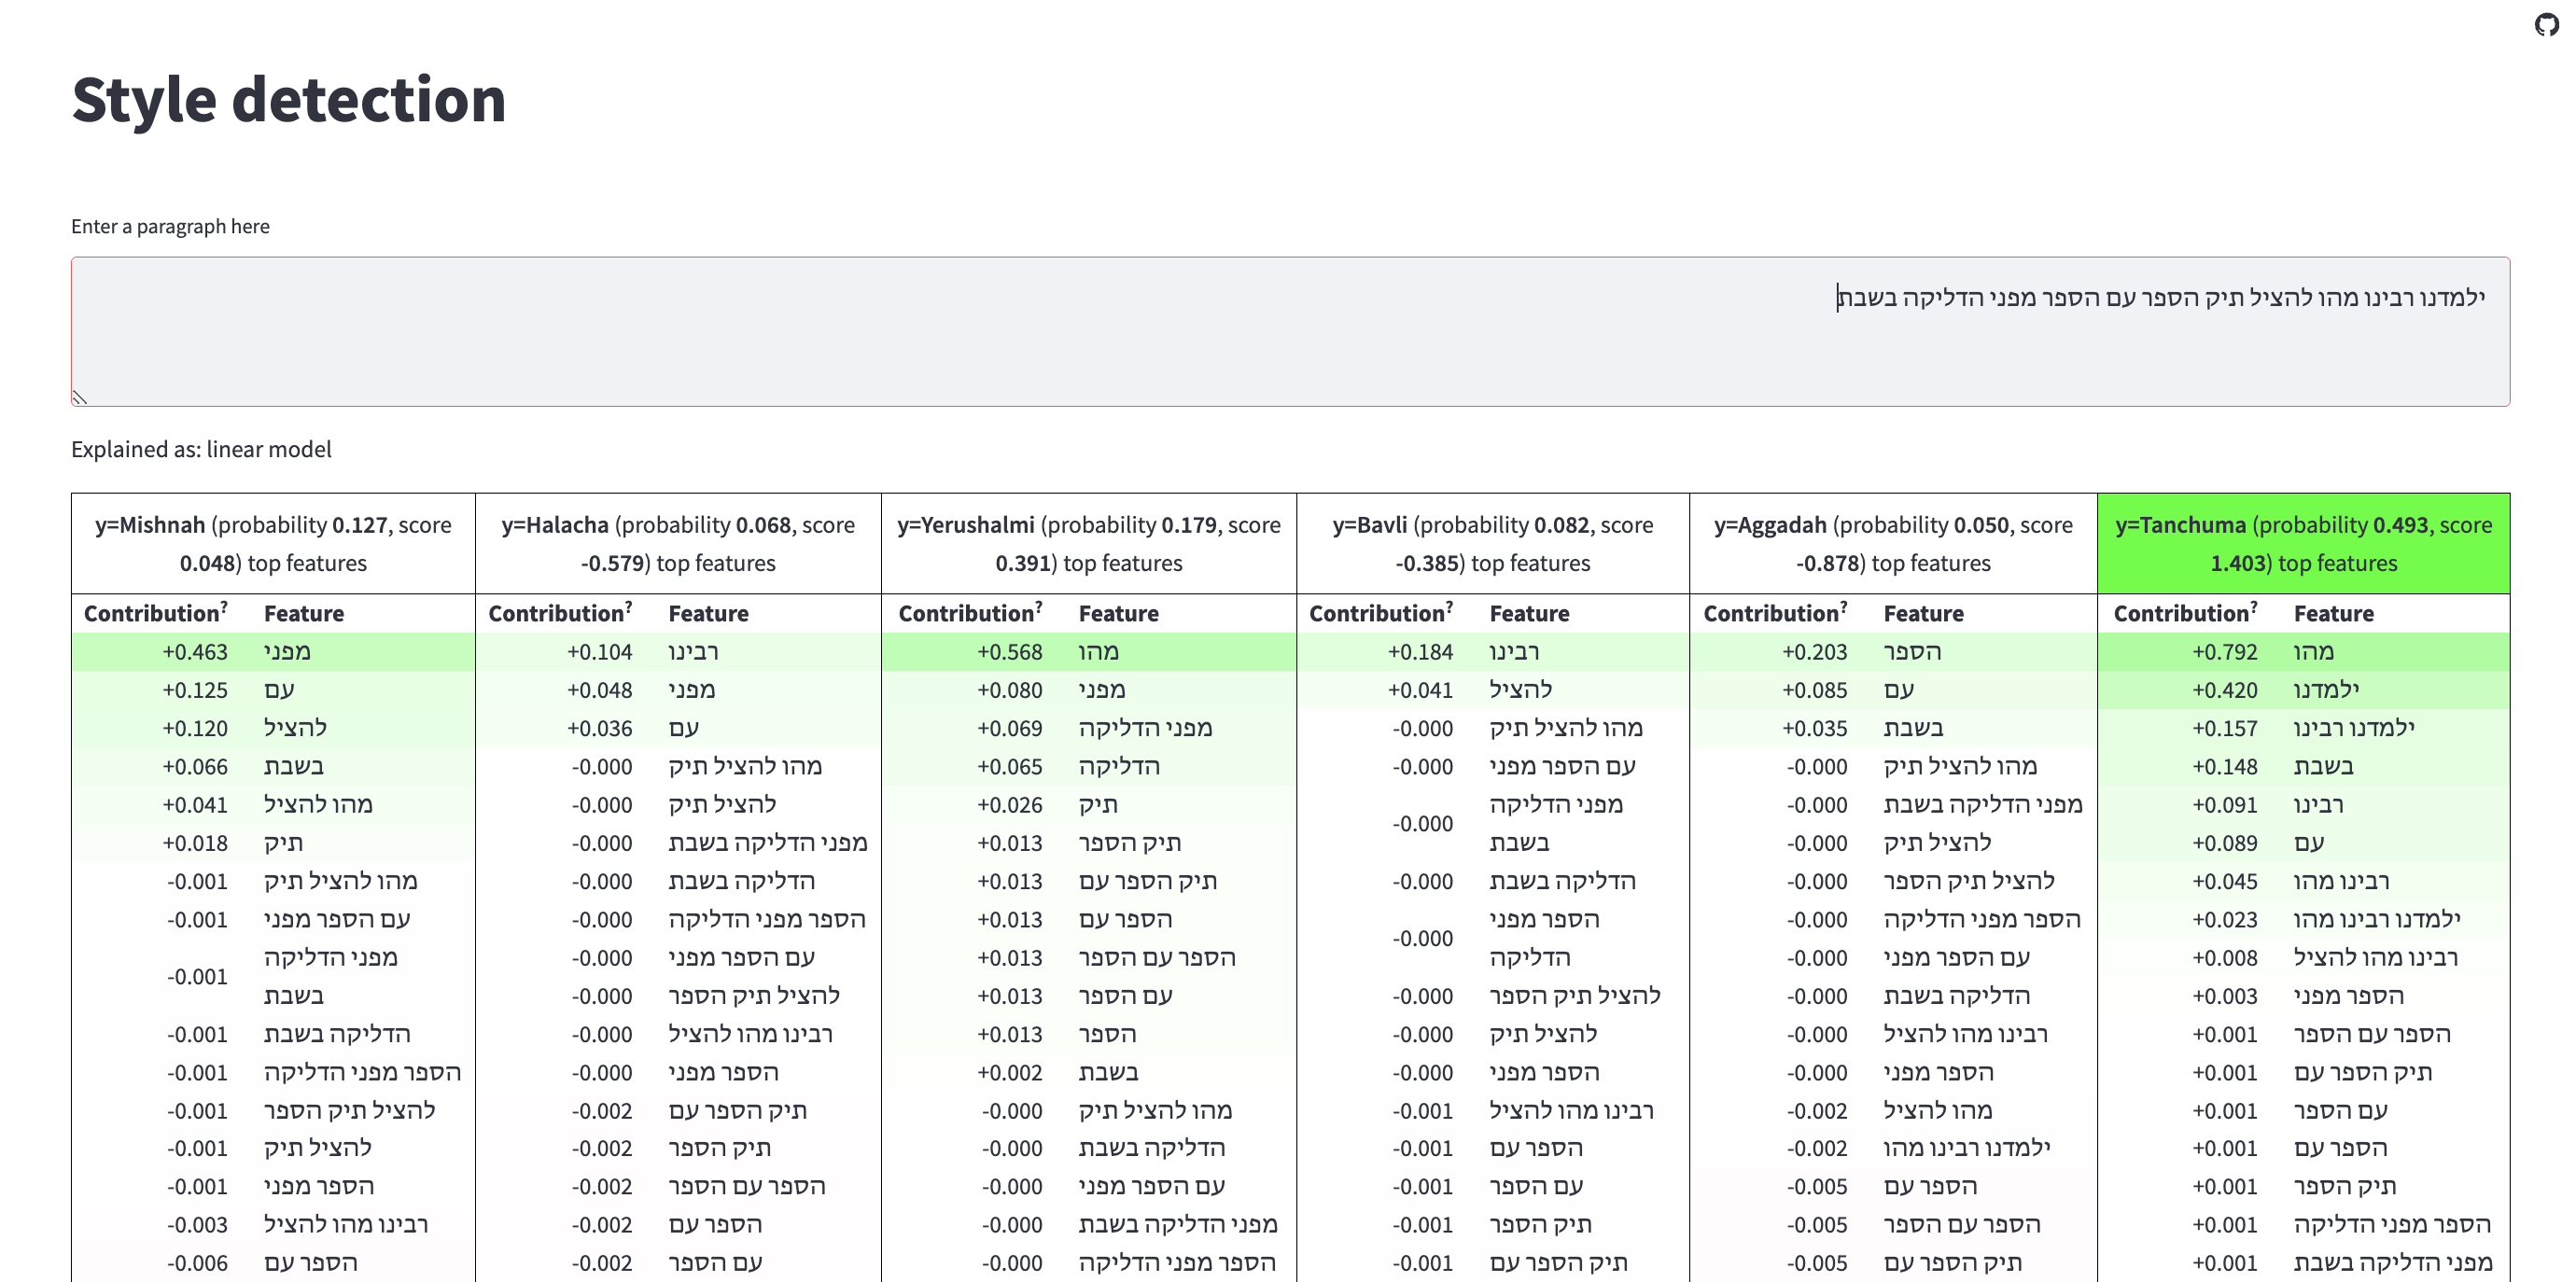 Style detection
Enter a paragraph here
ילמדנו רבינו מהו להציל תיק הספר עם הספר מפני הדליקה בשבת
Explained as: linear model
y=Mishnah (probability 0.127, score 0.048) top features
Contribution? Feature
+0.463 מפני
+0.125 עם
+0.120 להציל
+0.066 בשבת
+0.041 מהו להציל
+0.018 תיק
-0.001 מהו להציל תיק
-0.001 עם הספר מפני
-0.001 מפני הדליקה בשבת
-0.001 הדליקה בשבת
-0.001 הספר מפני הדליקה
-0.001 להציל תיק הספר
-0.001 להציל תיק
-0.001 הספר מפני
-0.003 רבינו מהו להציל
-0.006 הספר עם
y=Halacha (probability 0.068, score -0.579) top features
Contribution? Feature
+0.104 רבינו
+0.048 מפני
+0.036 עם
-0.000 מהו להציל תיק
-0.000 להציל תיק
-0.000 מפני הדליקה בשבת
-0.000 הדליקה בשבת
-0.000 הספר מפני הדליקה
-0.000 עם הספר מפני
-0.000 להציל תיק הספר
-0.000 רבינו מהו להציל
-0.000 הספר מפני
-0.002 תיק הספר עם
-0.002 תיק הספר
-0.002 הספר עם הספר
-0.002 הספר עם
-0.002 עם הספר
y=Yerushalmi (probability 0.179, score 0.391) top features
Contribution? Feature
+0.568 מהו
+0.080 מפני
+0.069 מפני הדליקה
+0.065 הדליקה
+0.026 תיק
+0.013 תיק הספר
+0.013 תיק הספר עם
+0.013 הספר עם
+0.013 הספר עם הספר
+0.013 עם הספר
+0.013 הספר
+0.002 בשבת
-0.000 מהו להציל תיק
-0.000 הדליקה בשבת
-0.000 עם הספר מפני
-0.000 מפני הדליקה בשבת
-0.000 הספר מפני הדליקה
y=Bavli (probability 0.082, score -0.385) top features
Contribution? Feature
+0.184 רבינו
+0.041 להציל
-0.000 מהו להציל תיק
-0.000 עם הספר מפני
-0.000 מפני הדליקה בשבת
-0.000 הדליקה בשבת
-0.000 הספר מפני הדליקה
-0.000 להציל תיק הספר
-0.000 להציל תיק
-0.000 הספר מפני
-0.001 רבינו מהו להציל
-0.001 הספר עם
-0.001 עם הספר
-0.001 תיק הספר
-0.001 תיק הספר עם
y=Aggadah (probability 0.050, score -0.878) top features
Contribution? Feature
+0.203 הספר
+0.085 עם
+0.035 בשבת
-0.000 מהו להציל תיק
-0.000 מפני הדליקה בשבת
-0.000 להציל תיק
-0.000 להציל תיק הספר
-0.000 הספר מפני הדליקה
-0.000 עם הספר מפני
-0.000 הדליקה בשבת
-0.000 רבינו מהו להציל
-0.000 הספר מפני
-0.002 מהו להציל
-0.002 ילמדנו רבינו מהו
-0.005 הספר עם
-0.005 הספר עם הספר
-0.005 תיק הספר עם
y=Tanchuma (probability 0.493, score 1.403) top features
Contribution? Feature
+0.792 מהו
+0.420 ילמדנו
+0.157 ילמדנו רבינו
+0.148 בשבת
+0.091 רבינו
+0.089 עם
+0.045 רבינו מהו
+0.023 ילמדנו רבינו מהו
+0.008 רבינו מהו להציל
+0.003 הספר מפני
+0.001 הספר עם הספר
+0.001 תיק הספר עם
+0.001 עם הספר
+0.001 הספר עם
+0.001 תיק הספר
+0.001 הספר מפני הדליקה
+0.001 מפני הדליקה בשבת